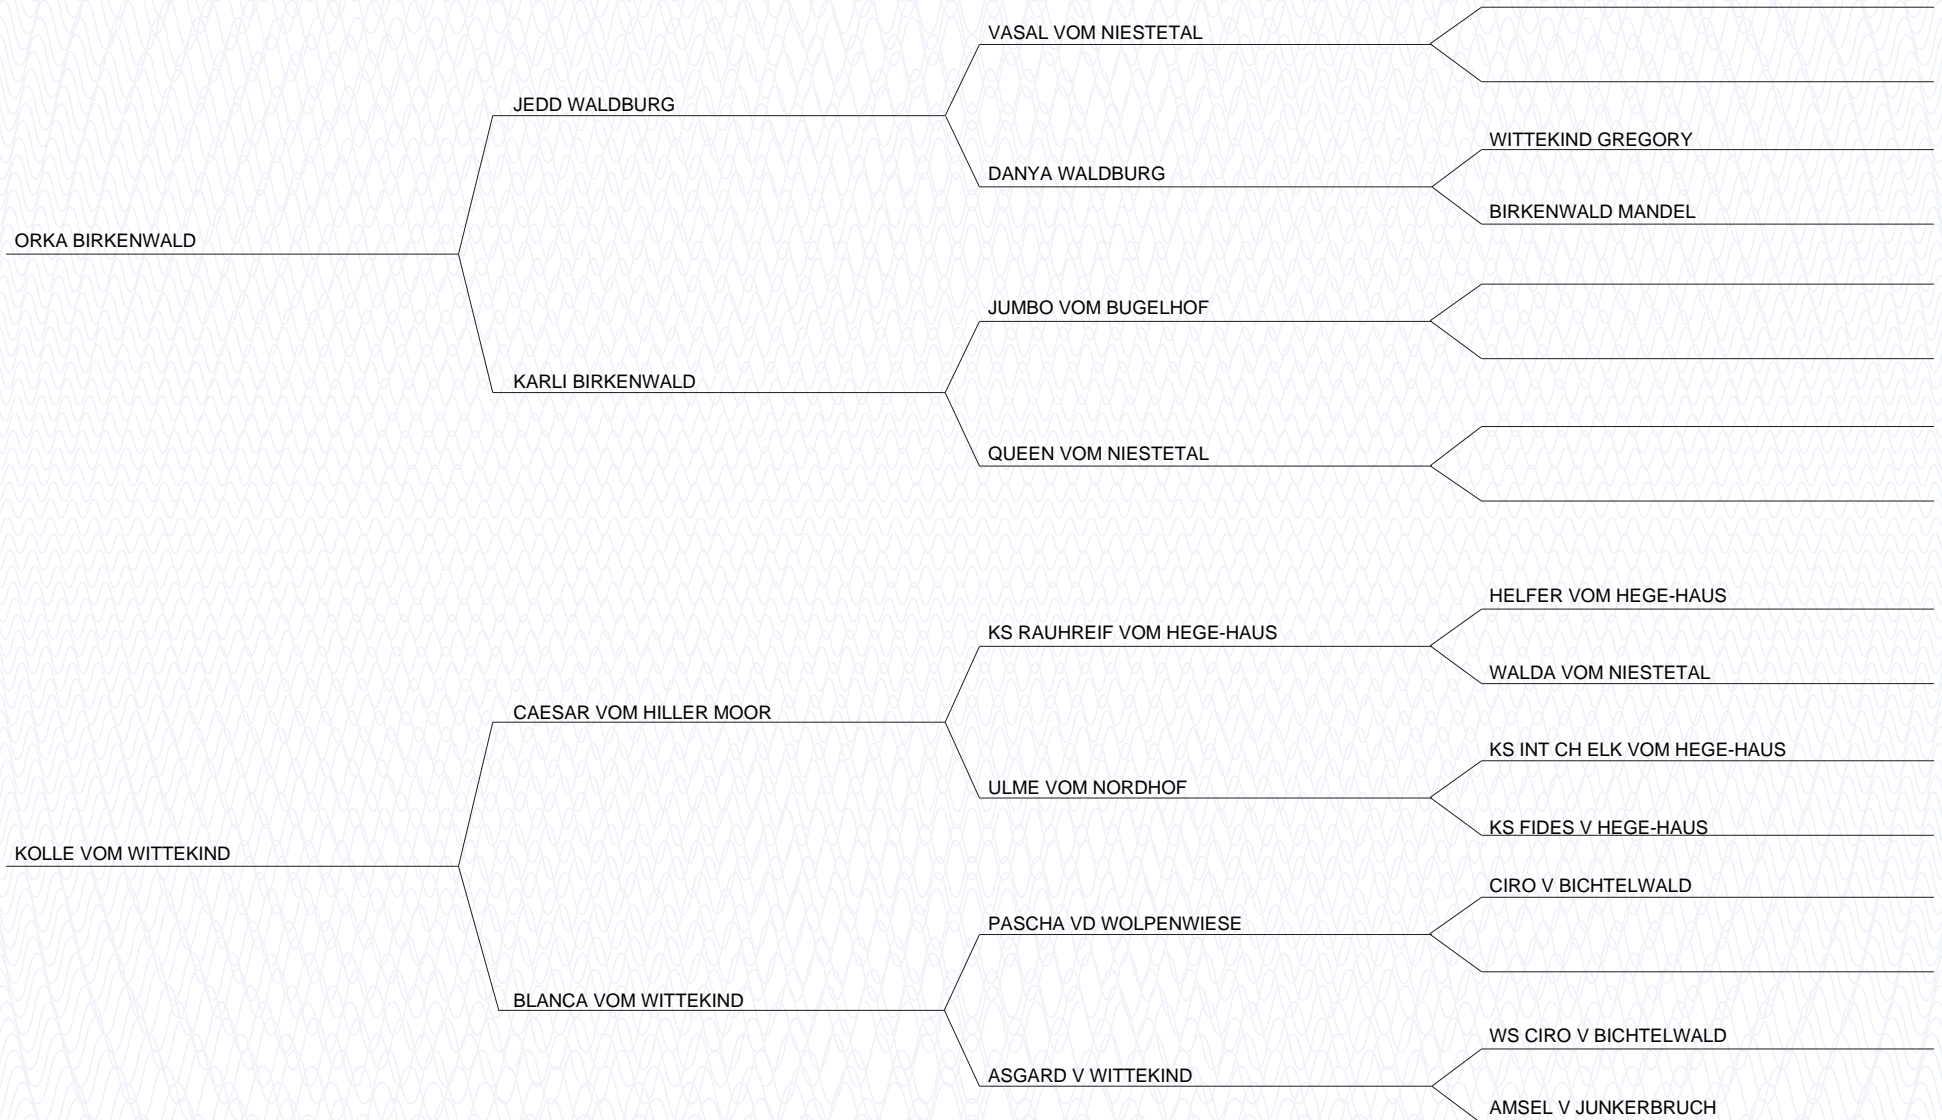 VASAL VOM NIESTETAL
JEDD WALDBURG
WITTEKIND GREGORY
DANYA WALDBURG
BIRKENWALD MANDEL
ORKA BIRKENWALD
JUMBO VOM BUGELHOF
KARLI BIRKENWALD
QUEEN VOM NIESTETAL
HELFER VOM HEGE-HAUS
KS RAUHREIF VOM HEGE-HAUS
WALDA VOM NIESTETAL
CAESAR VOM HILLER MOOR
KS INT CH ELK VOM HEGE-HAUS
ULME VOM NORDHOF
KS FIDES V HEGE-HAUS
KOLLE VOM WITTEKIND
CIRO V BICHTELWALD
PASCHA VD WOLPENWIESE
BLANCA VOM WITTEKIND
WS CIRO V BICHTELWALD
ASGARD V WITTEKIND
AMSEL V JUNKERBRUCH